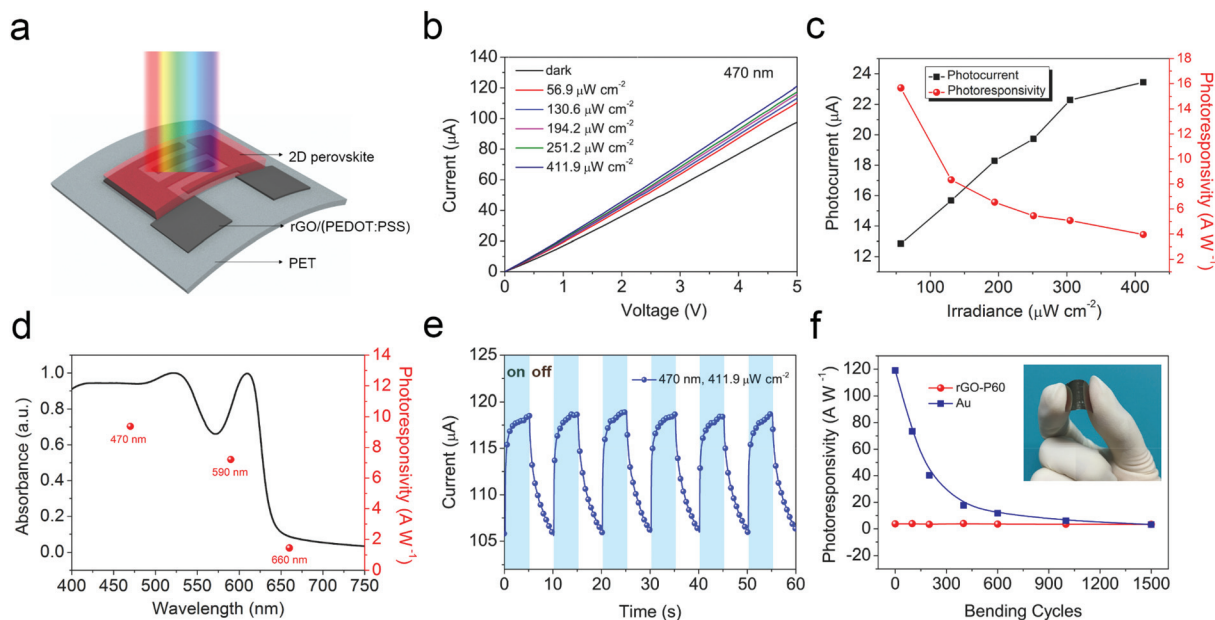 a
2D perovskite
rGO/(PEDOT:PSS)
PET
b
Current (µA)
140
120
100
80
60
40
20
0
dark
56.9 µW cm⁻²
130.6 µW cm⁻²
194.2 µW cm⁻²
251.2 µW cm⁻²
411.9 µW cm⁻²
470 nm
0 1 2 3 4 5
Voltage (V)
c
Photocurrent (µA)
24
22
20
18
16
14
12
Photocurrent
Photoresponsivity
18
16
14
12
10
8
6
4
2
Photoresponsivity (A W⁻¹)
100 200 300 400
Irradiance (µW cm⁻²)
d
Absorbance (a.u.)
1.0
0.8
0.6
0.4
0.2
0.0
470 nm
590 nm
660 nm
14
12
10
8
6
4
2
0
Photoresponsivity (A W⁻¹)
400 450 500 550 600 650 700 750
Wavelength (nm)
e
Current (µA)
125
120
115
110
105
on off
470 nm, 411.9 µW cm⁻²
0 10 20 30 40 50 60
Time (s)
f
Photoresponsivity (A W⁻¹)
120
100
80
60
40
20
0
-20
rGO-P60
Au
0 300 600 900 1200 1500
Bending Cycles